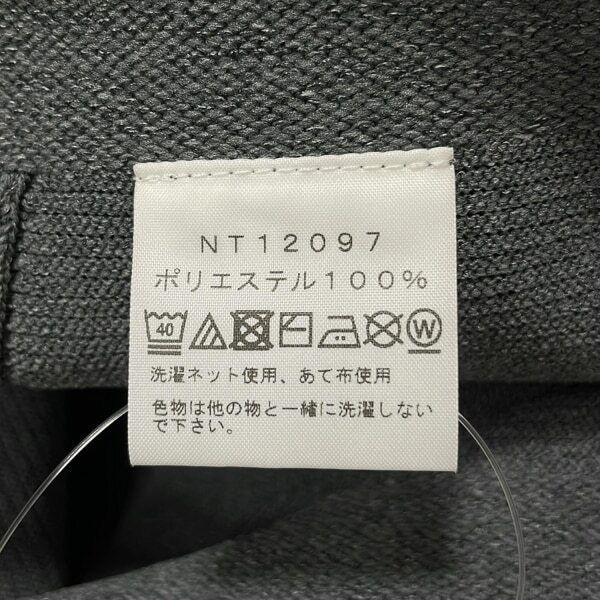 NT12097
ポリエステル100%
40 W
洗濯ネット使用、あて布使用
色物は他の物と一緒に洗濯しない
で下さい。